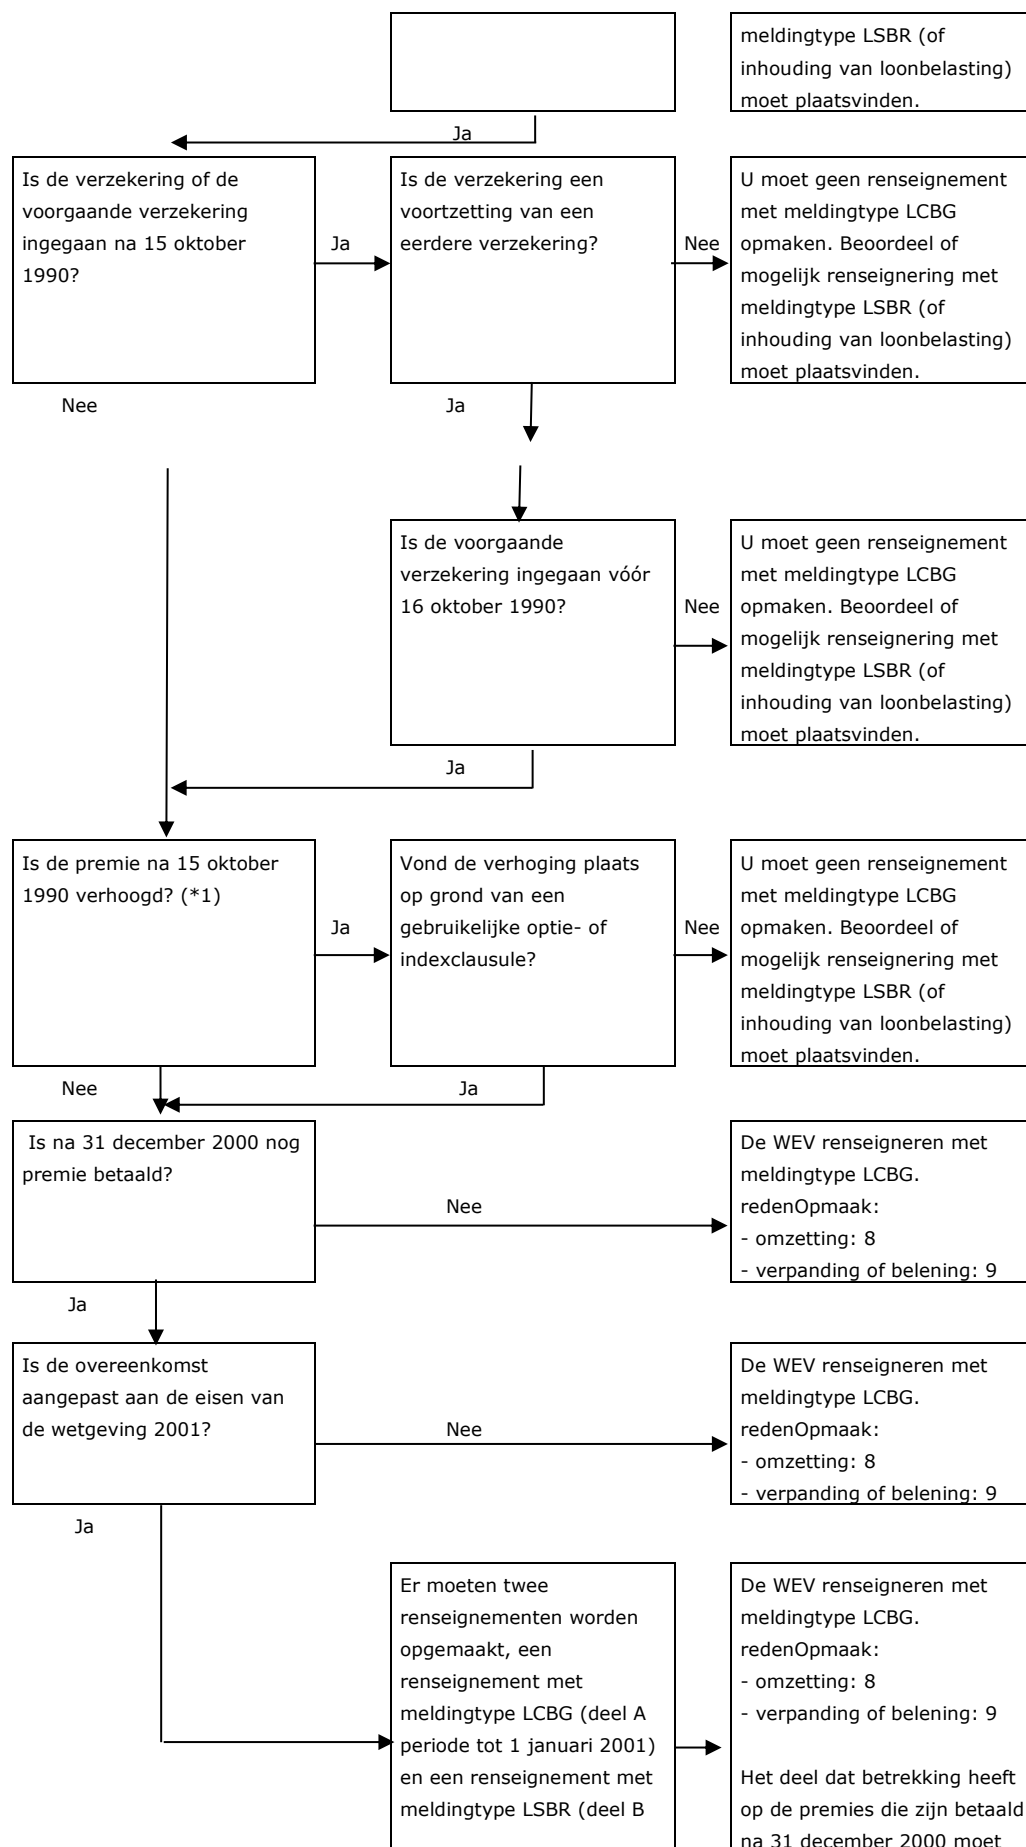 meldingtype LSBR (of
inhouding van loonbelasting)
moet plaatsvinden.
Ja
Is de verzekering of de
voorgaande verzekering
ingegaan na 15 oktober
1990?
Ja
Is de verzekering een
voortzetting van een
eerdere verzekering?
Nee
U moet geen renseignement
met meldingtype LCBG
opmaken. Beoordeel of
mogelijk renseignering met
meldingtype LSBR (of
inhouding van loonbelasting)
moet plaatsvinden.
Nee
Ja
Is de voorgaande
verzekering ingegaan vóór
16 oktober 1990?
Nee
U moet geen renseignement
met meldingtype LCBG
opmaken. Beoordeel of
mogelijk renseignering met
meldingtype LSBR (of
inhouding van loonbelasting)
moet plaatsvinden.
Ja
Is de premie na 15 oktober
1990 verhoogd? (*1)
Ja
Vond de verhoging plaats
op grond van een
gebruikelijke optie- of
indexclausule?
Nee
U moet geen renseignement
met meldingtype LCBG
opmaken. Beoordeel of
mogelijk renseignering met
meldingtype LSBR (of
inhouding van loonbelasting)
moet plaatsvinden.
Nee
Ja
Is na 31 december 2000 nog
premie betaald?
Nee
De WEV renseigneren met
meldingtype LCBG.
redenOpmaak:
- omzetting: 8
- verpanding of belening: 9
Ja
Is de overeenkomst
aangepast aan de eisen van
de wetgeving 2001?
Nee
De WEV renseigneren met
meldingtype LCBG.
redenOpmaak:
- omzetting: 8
- verpanding of belening: 9
Ja
Er moeten twee
renseignementen worden
opgemaakt, een
renseignement met
meldingtype LCBG (deel A
periode tot 1 januari 2001)
en een renseignement met
meldingtype LSBR (deel B
De WEV renseigneren met
meldingtype LCBG.
redenOpmaak:
- omzetting: 8
- verpanding of belening: 9
Het deel dat betrekking heeft
op de premies die zijn betaald
na 31 december 2000 moet